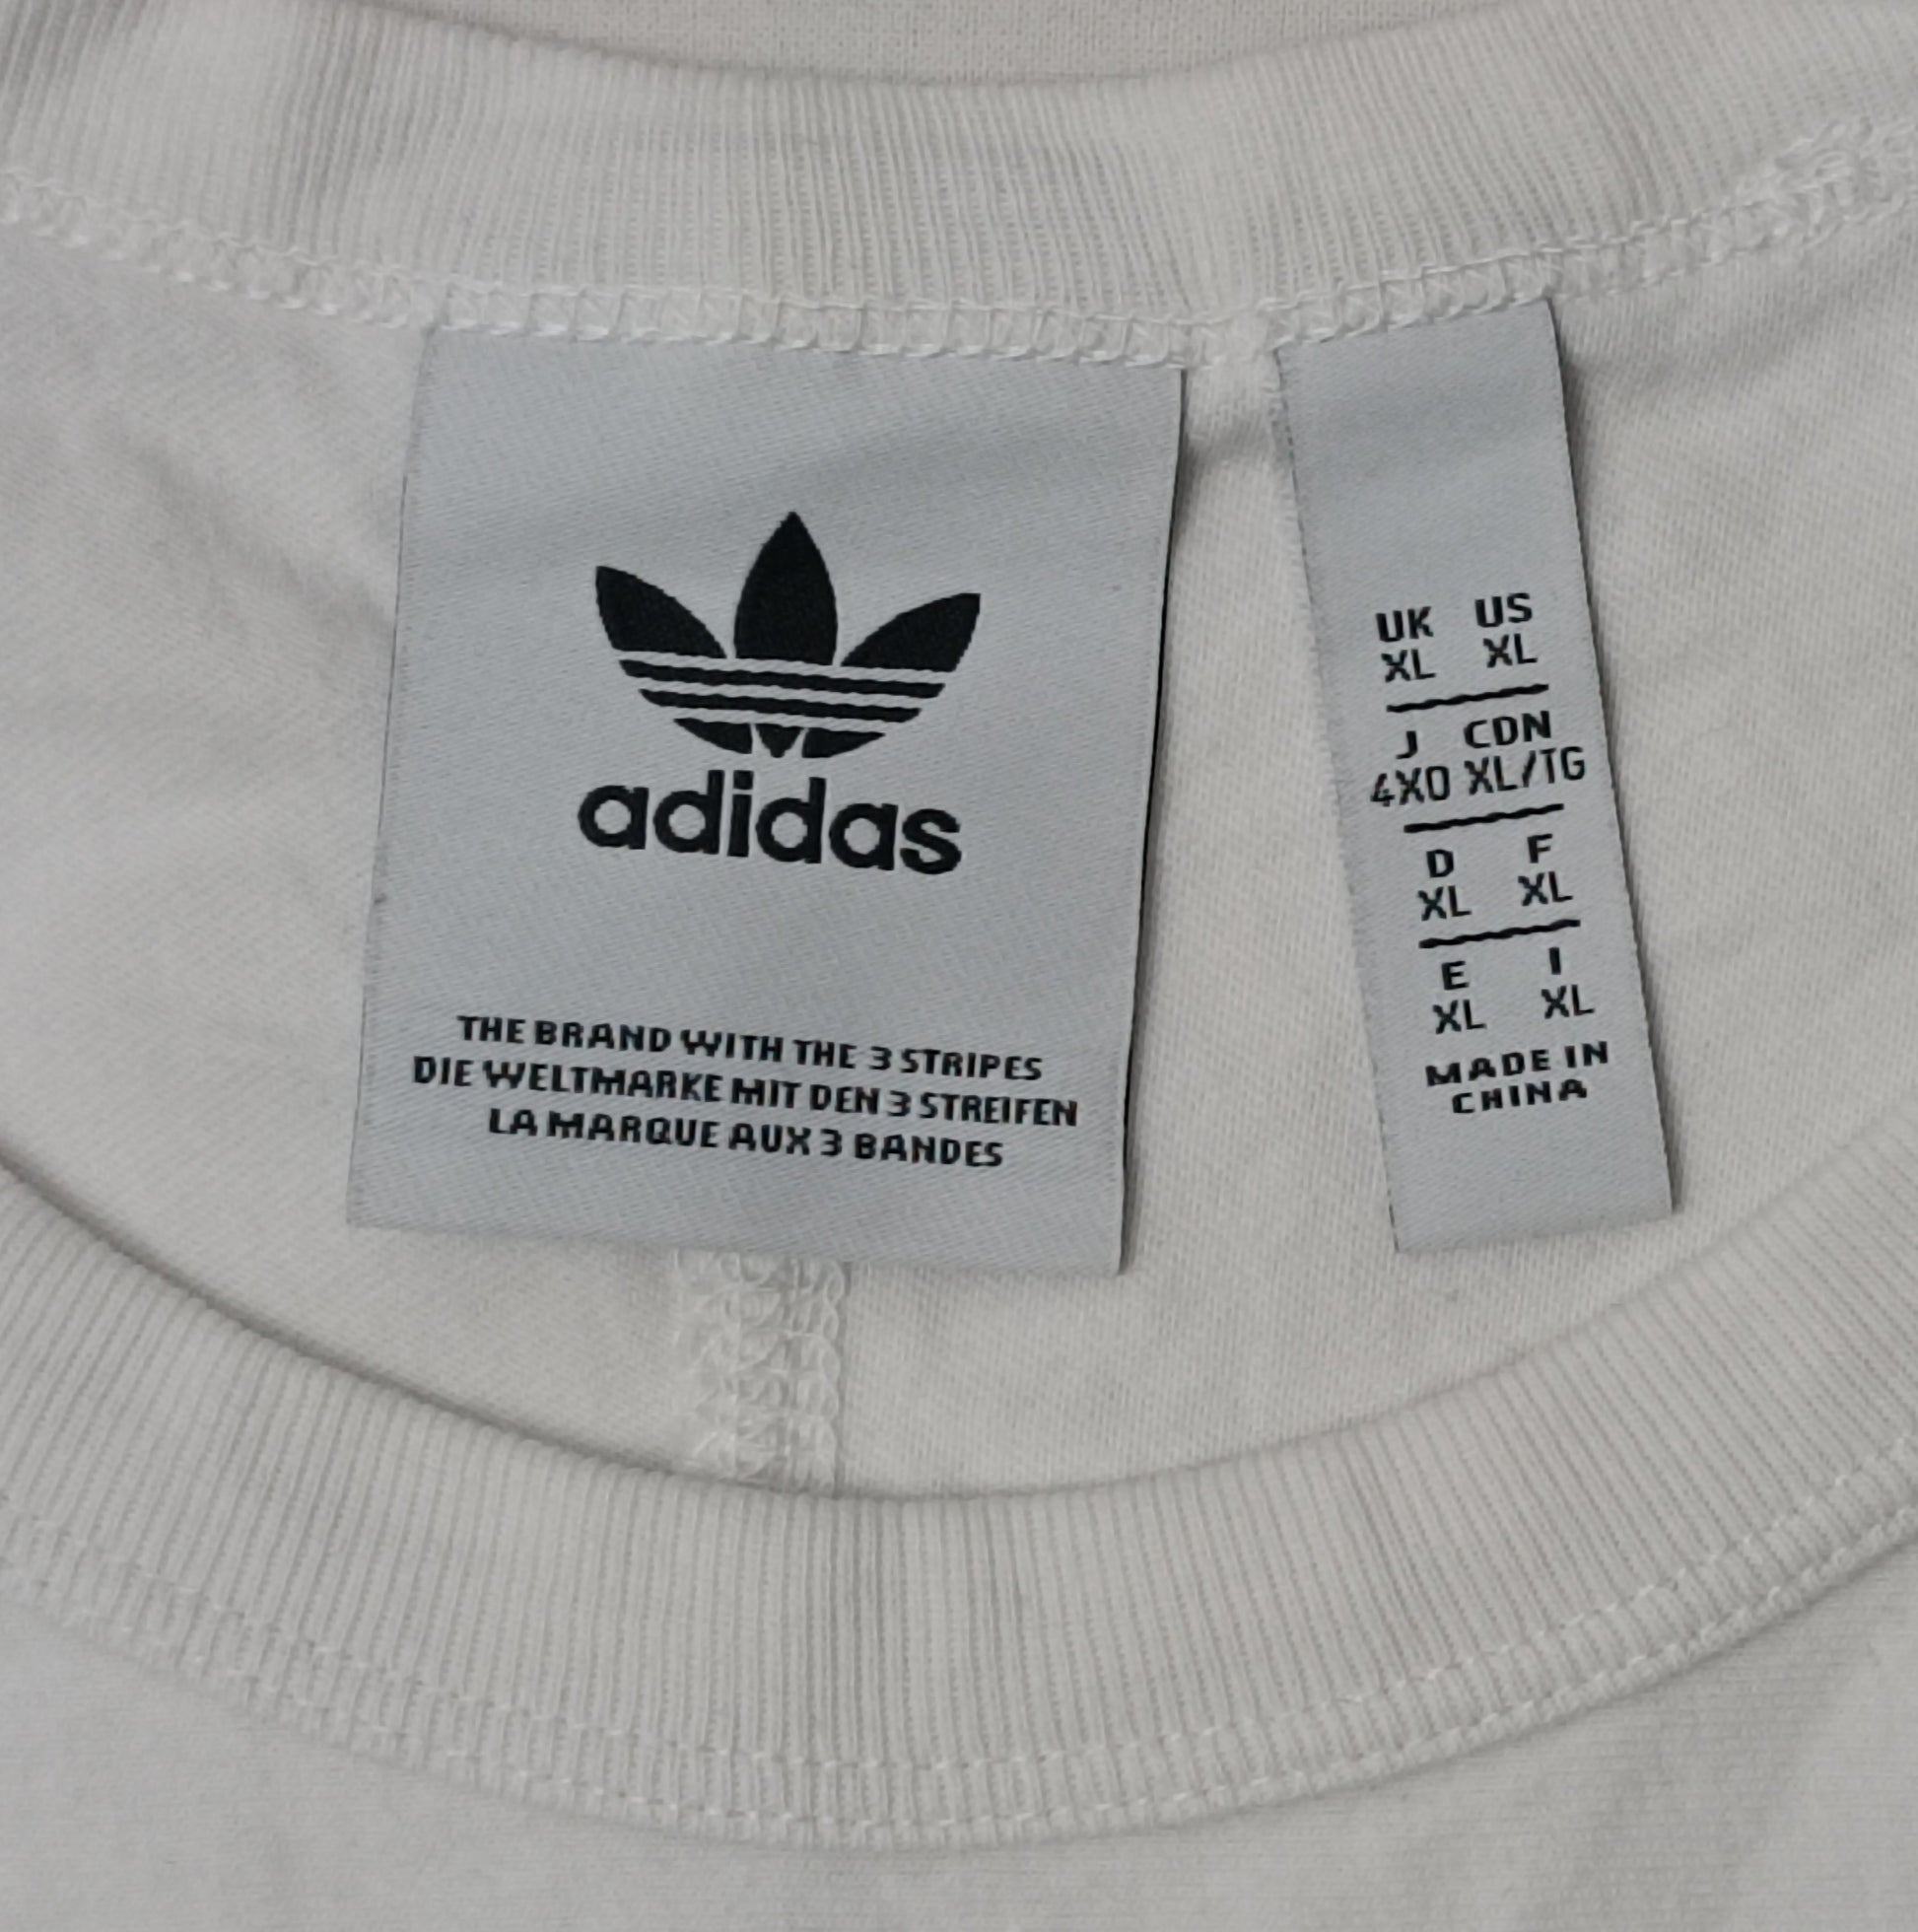 adidas
THE BRAND WITH THE 3 STRIPES
DIE WELTMARKE MIT DEN 3 STREIFEN
LA MARQUE AUX 3 BANDES
UK US
XL XL
J CDN
4XO XL/TG
D F
XL XL
E I
XL XL
MADE IN
CHINA